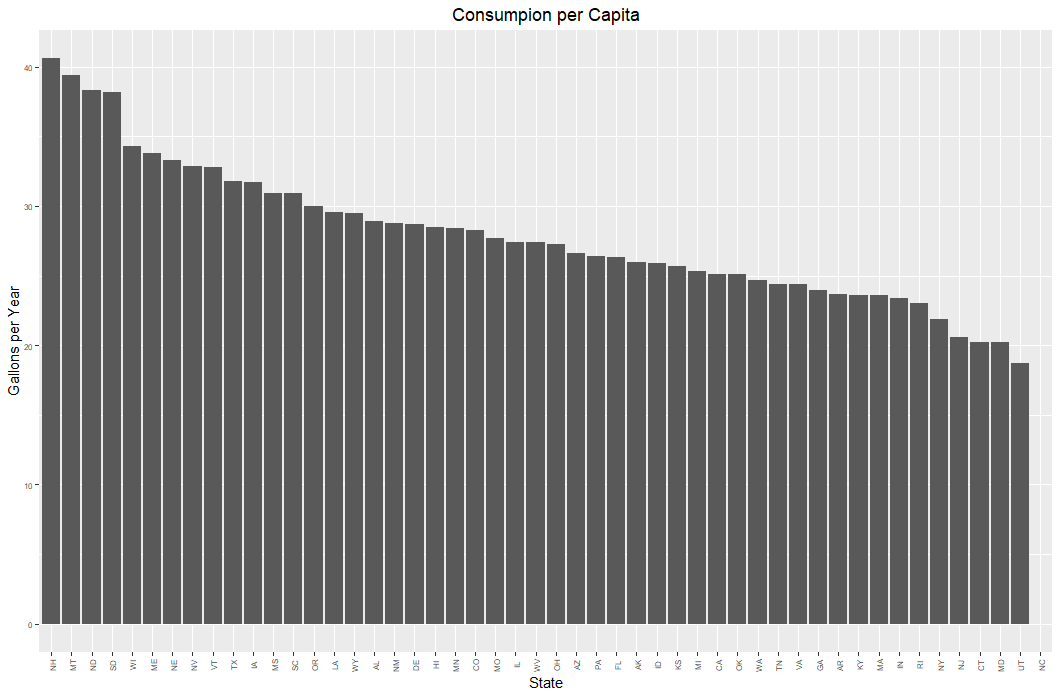 Consumpion per Capita
Gallons per Year
40
30
20
10
0
NH MT ND SD WI ME NE NV VT TX IA MS SC OR LA WY AL NM DE HI MN CO MO IL WV OH AZ PA FL AK ID KS MI CA OK WA TN VA GA AR KY MA IN RI NY NJ CT MD UT NC
State